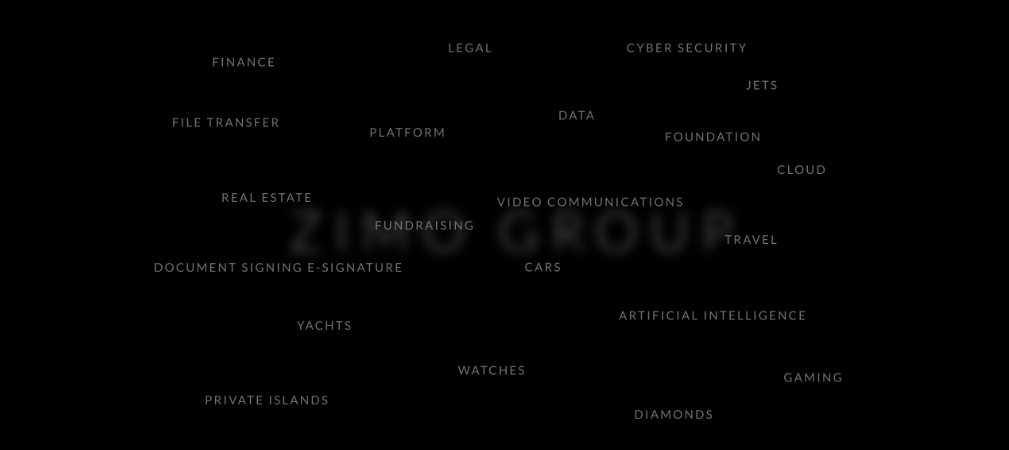 LEGAL
CYBER SECURITY
FINANCE
JETS
DATA
FILE TRANSFER
PLATFORM
FOUNDATION
CLOUD
REAL ESTATE
VIDEO COMMUNICATIONS
FUNDRAISING
ZIMO GROUP
TRAVEL
DOCUMENT SIGNING E-SIGNATURE
CARS
ARTIFICIAL INTELLIGENCE
YACHTS
WATCHES
GAMING
PRIVATE ISLANDS
DIAMONDS